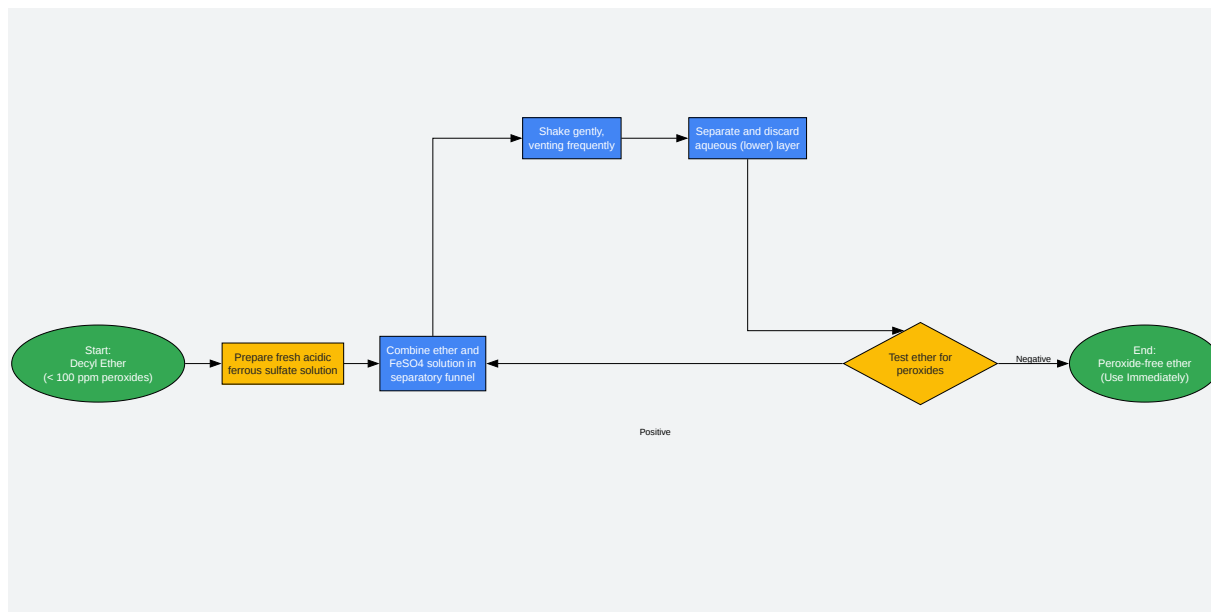 Start:
Decyl Ether
(< 100 ppm peroxides)
Prepare fresh acidic
ferrous sulfate solution
Combine ether and
FeSO4 solution in
separatory funnel
Shake gently,
venting frequently
Separate and discard
aqueous (lower) layer
Test ether for
peroxides
Positive
Negative
End:
Peroxide-free ether
(Use Immediately)